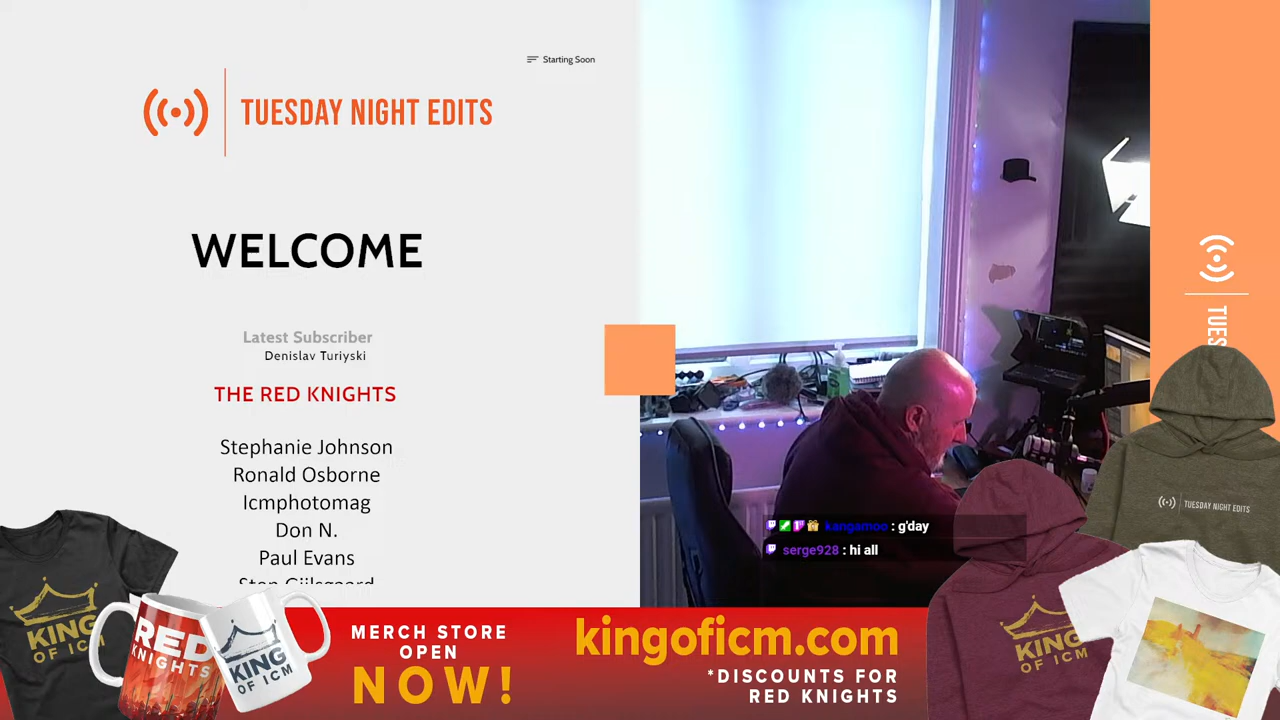 Starting Soon
TUESDAY NIGHT EDITS
WELCOME
Latest Subscriber
Denislav Turiyski
THE RED KNIGHTS
Stephanie Johnson
Ronald Osborne
Icmphotomag
Don N.
Paul Evans
kangamoo : g'day
serge928 : hi all
TUES
TUESDAY NIGHT EDITS
KING
OF ICM
RED
KNIGHTS
KING
OF ICM
MERCH STORE
OPEN
NOW!
kingoficm.com
*DISCOUNTS FOR
RED KNIGHTS
KING
OF ICM